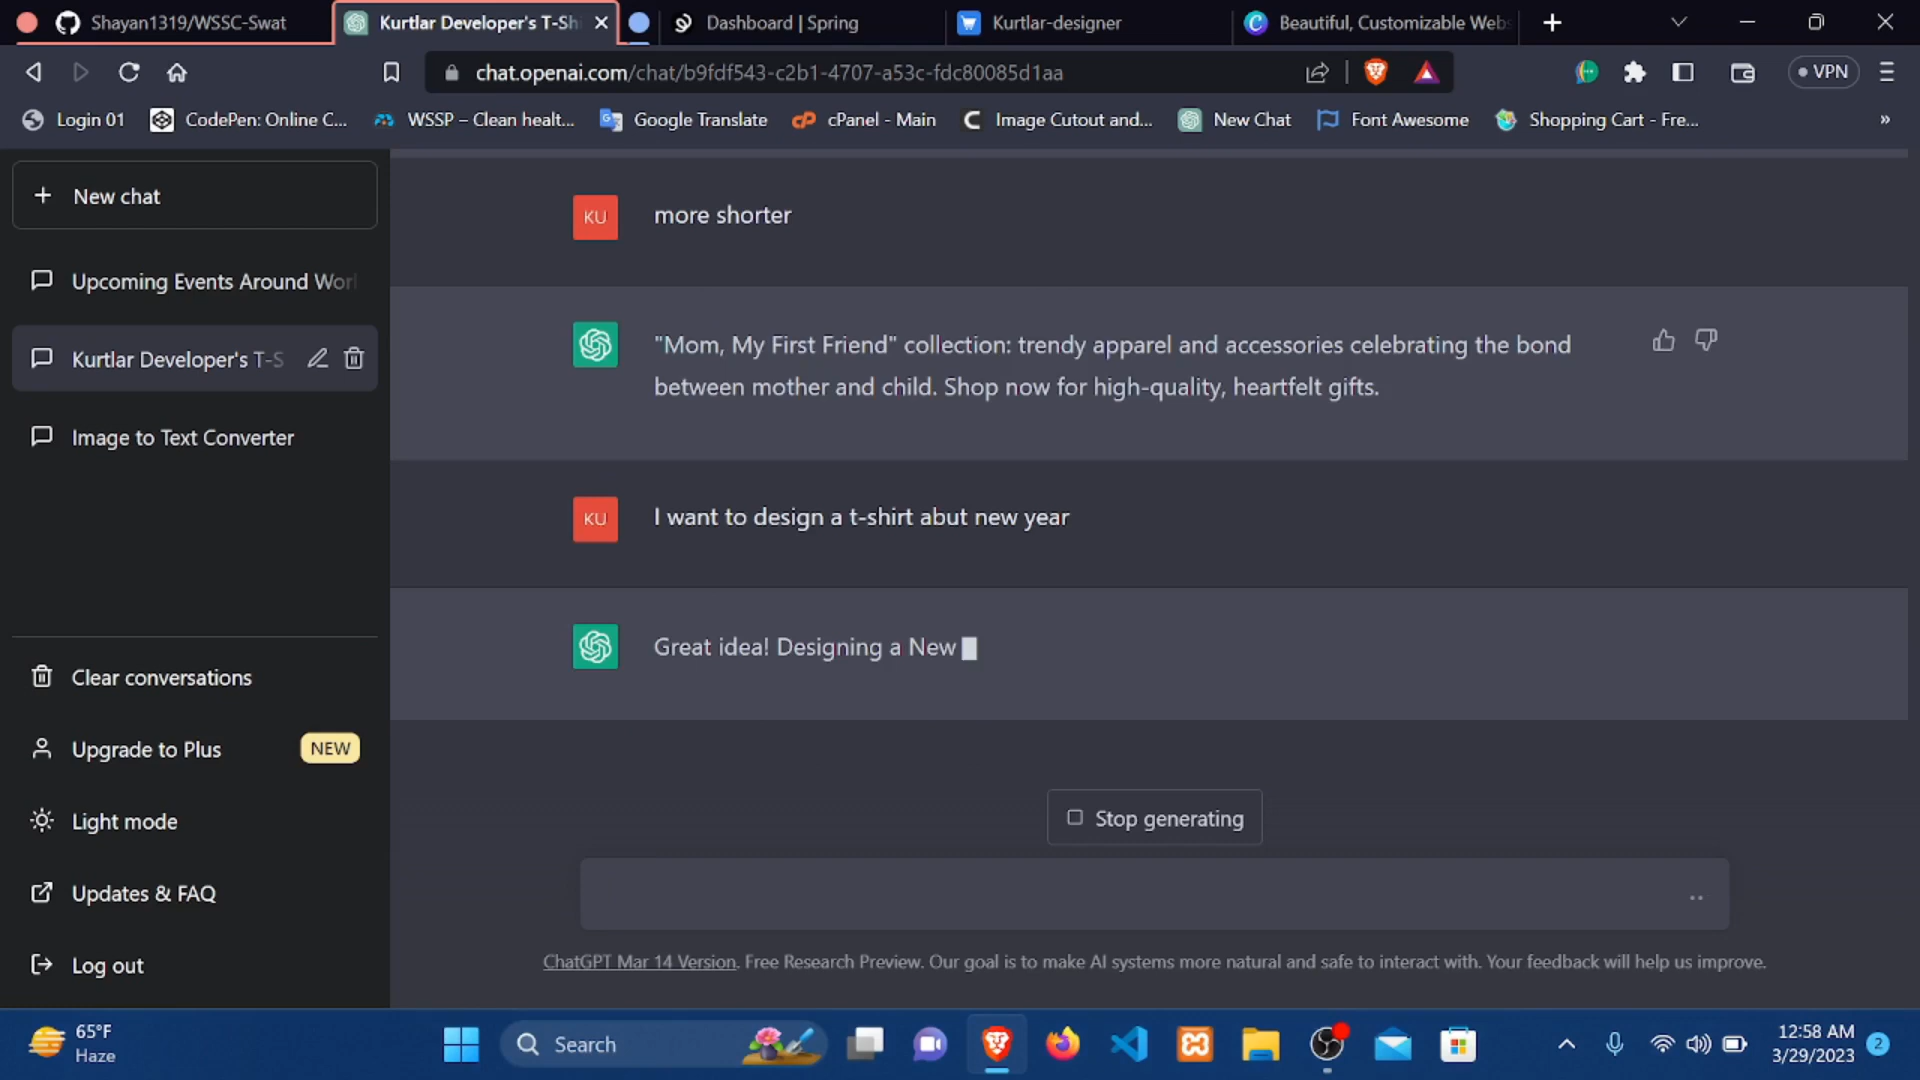 Shayan1319/WSSC-Swat
Kurtlar Developer's T-Shi
Dashboard | Spring
Kurtlar-designer
Beautiful, Customizable Webs
chat.openai.com/chat/b9fdf543-c2b1-4707-a53c-fdc80085d1aa
VPN
Login 01
CodePen: Online C...
WSSP – Clean healt...
Google Translate
cPanel - Main
Image Cutout and...
New Chat
Font Awesome
Shopping Cart - Fre...
»
+ New chat
Upcoming Events Around Worl
Kurtlar Developer's T-S
Image to Text Converter
Clear conversations
Upgrade to Plus
NEW
Light mode
Updates & FAQ
Log out
KU
more shorter
"Mom, My First Friend" collection: trendy apparel and accessories celebrating the bond
between mother and child. Shop now for high-quality, heartfelt gifts.
KU
I want to design a t-shirt abut new year
Great idea! Designing a New
Stop generating
ChatGPT Mar 14 Version. Free Research Preview. Our goal is to make AI systems more natural and safe to interact with. Your feedback will help us improve.
65°F
Haze
Search
12:58 AM
3/29/2023
2